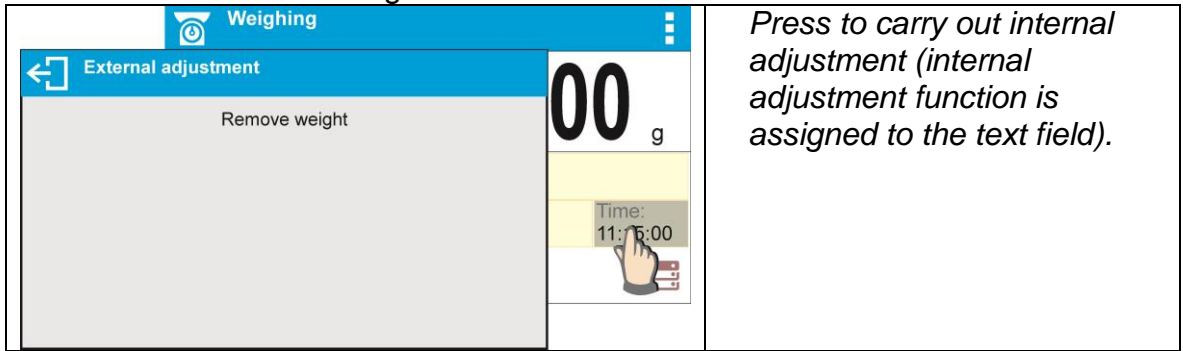 Weighing
External adjustment
Remove weight
00
g
Time:
Press to carry out internal
adjustment (internal
adjustment function is
assigned to the text field).